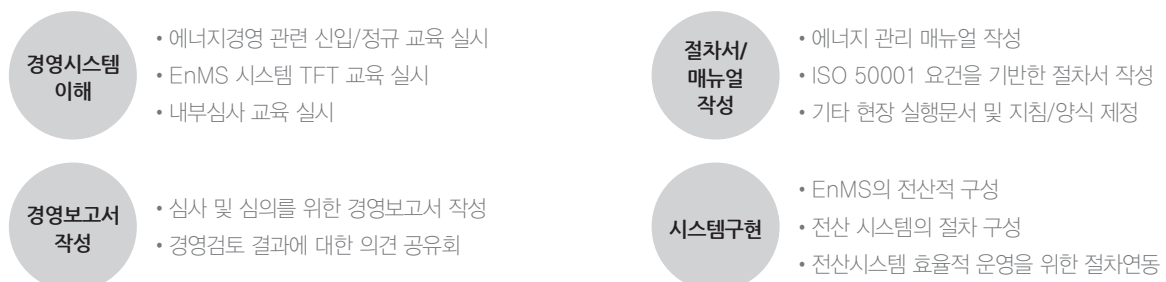 경영시스템
이해
• 에너지경영 관련 신입/정규 교육 실시
• EnMS 시스템 TFT 교육 실시
• 내부심사 교육 실시
절차서/
매뉴얼
작성
• 에너지 관리 매뉴얼 작성
• ISO 50001 요건을 기반한 절차서 작성
• 기타 현장 실행문서 및 지침/양식 제정
경영보고서
작성
• 심사 및 심의를 위한 경영보고서 작성
• 경영검토 결과에 대한 의견 공유회
시스템구현
• EnMS의 전산적 구성
• 전산 시스템의 절차 구성
• 전산시스템 효율적 운영을 위한 절차연동